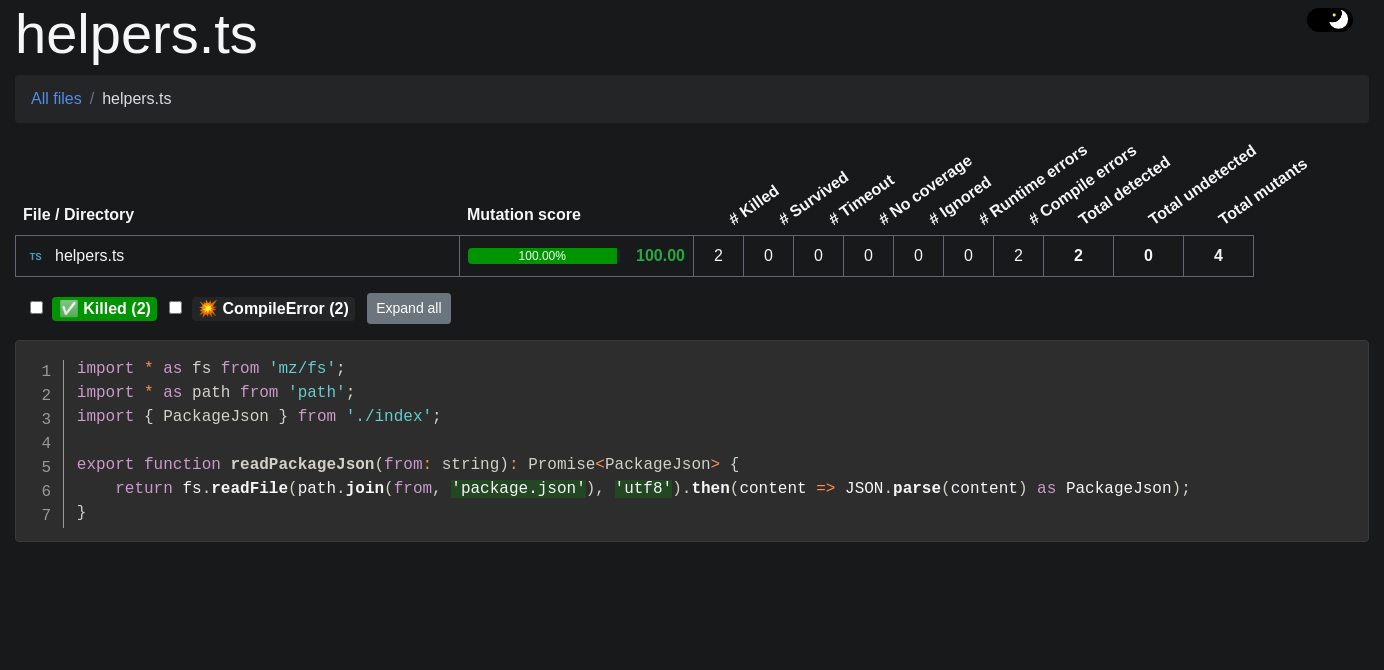 helpers.ts
All files / helpers.ts
File / Directory Mutation score # Killed # Survived # Timeout # No coverage # Ignored # Runtime errors # Compile errors Total detected Total undetected Total mutants
TS helpers.ts 100.00% 100.00 2 0 0 0 0 0 2 2 0 4
✅ Killed (2) 💥 CompileError (2) Expand all
1 import * as fs from 'mz/fs';
2 import * as path from 'path';
3 import { PackageJson } from './index';
4
5 export function readPackageJson(from: string): Promise<PackageJson> {
6     return fs.readFile(path.join(from, 'package.json'), 'utf8').then(content => JSON.parse(content) as PackageJson);
7 }